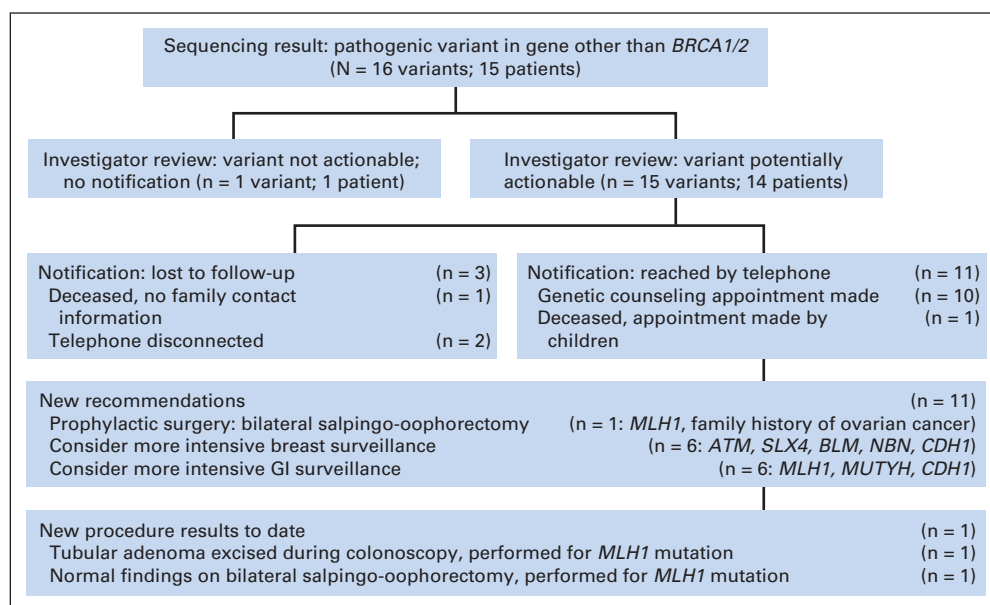 Sequencing result: pathogenic variant in gene other than BRCA1/2
(N = 16 variants; 15 patients)
Investigator review: variant not actionable;
no notification (n = 1 variant; 1 patient)
Investigator review: variant potentially
actionable (n = 15 variants; 14 patients)
Notification: lost to follow-up (n = 3)
Deceased, no family contact (n = 1)
information
Telephone disconnected (n = 2)
Notification: reached by telephone (n = 11)
Genetic counseling appointment made (n = 10)
Deceased, appointment made by (n = 1)
children
New recommendations (n = 11)
Prophylactic surgery: bilateral salpingo-oophorectomy (n = 1: MLH1, family history of ovarian cancer)
Consider more intensive breast surveillance (n = 6: ATM, SLX4, BLM, NBN, CDH1)
Consider more intensive GI surveillance (n = 6: MLH1, MUTYH, CDH1)
New procedure results to date (n = 1)
Tubular adenoma excised during colonoscopy, performed for MLH1 mutation (n = 1)
Normal findings on bilateral salpingo-oophorectomy, performed for MLH1 mutation (n = 1)